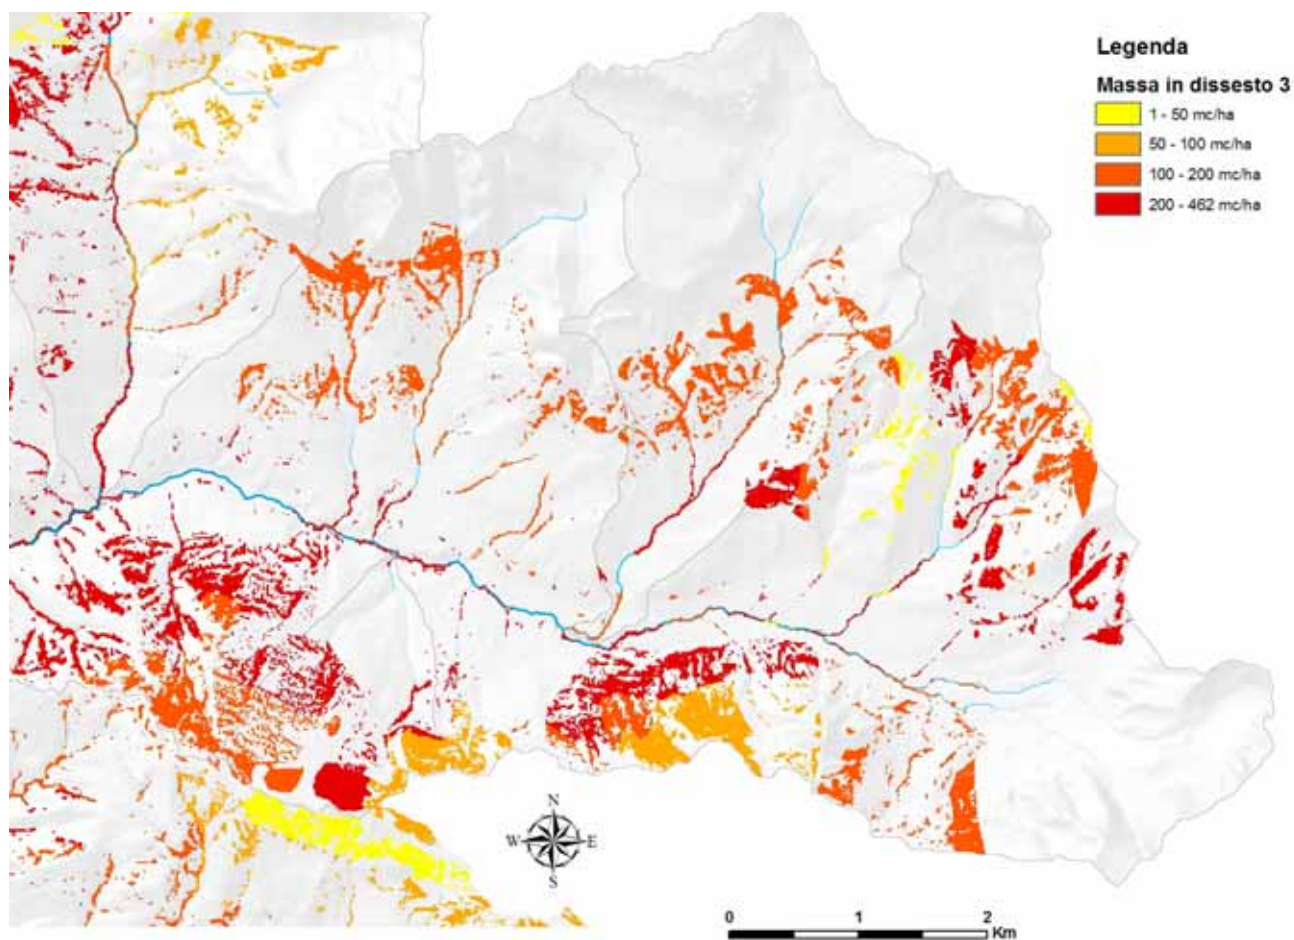 Legenda
Massa in dissesto 3
1 - 50 mc/ha
50 - 100 mc/ha
100 - 200 mc/ha
200 - 462 mc/ha
N
W E
S
0 1 2
Km